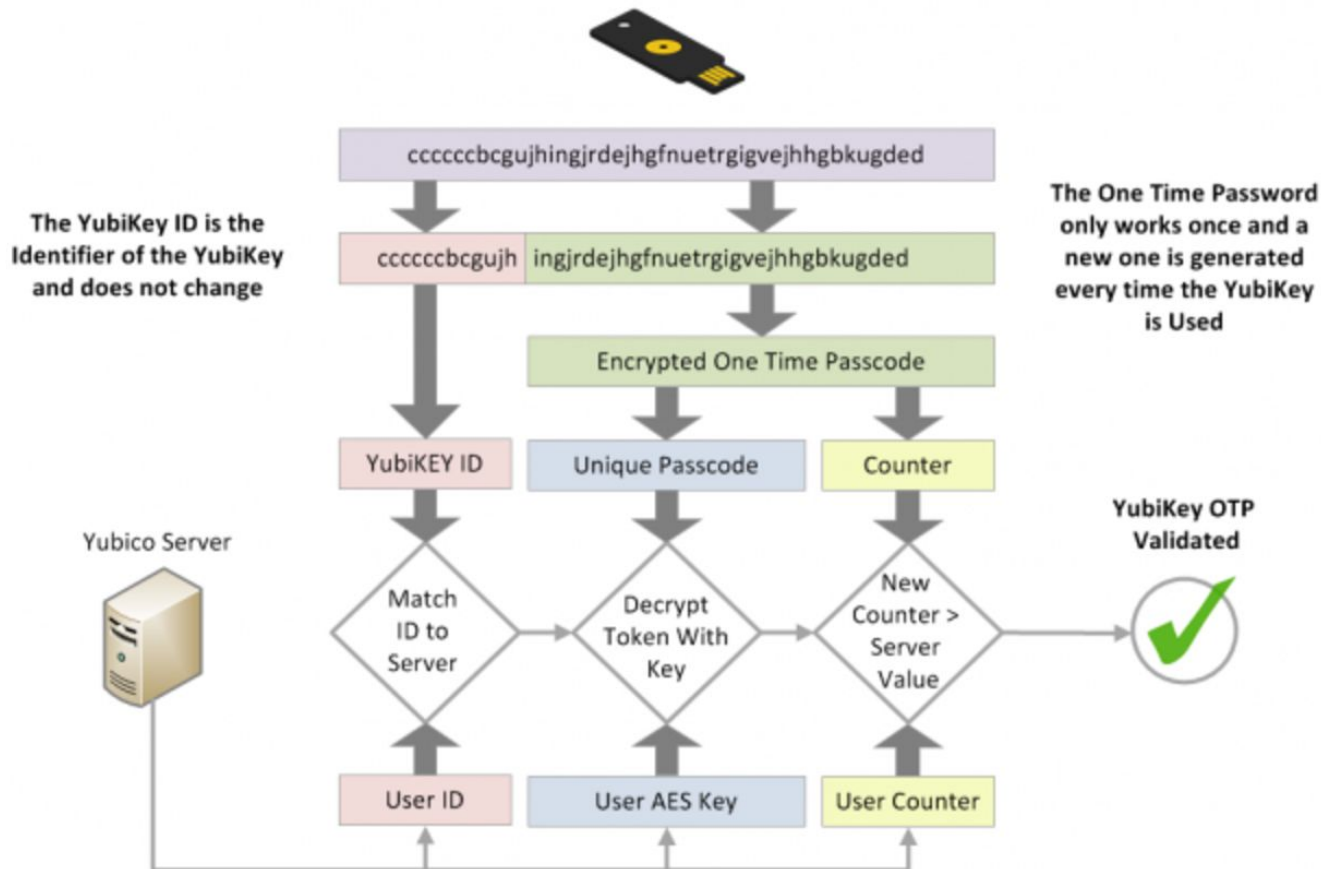 ccccccbcgujhingjrdejhgfnuetrgigvejhhgbkugded
The YubiKey ID is the
Identifier of the YubiKey
and does not change
ccccccbcgujh
ingjrdejhgfnuetrgigvejhhgbkugded
The One Time Password
only works once and a
new one is generated
every time the YubiKey
is Used
Encrypted One Time Passcode
YubiKEY ID
Unique Passcode
Counter
Yubico Server
Match
ID to
Server
Decrypt
Token With
Key
New
Counter >
Server
Value
YubiKey OTP
Validated
User ID
User AES Key
User Counter